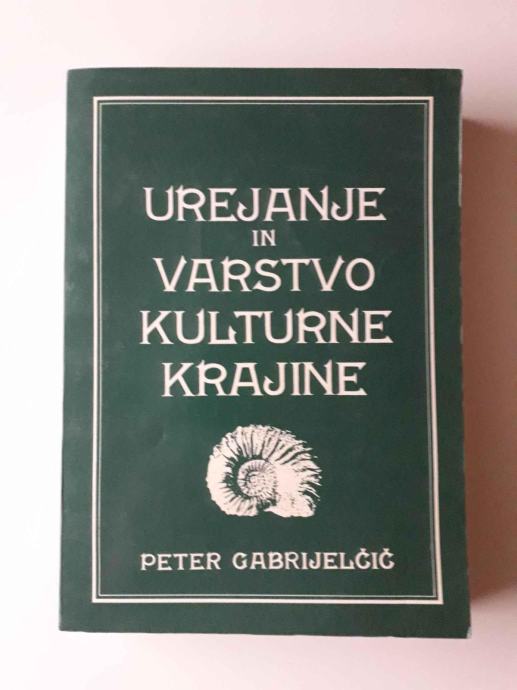 UREJANJE
IN
VARSTVO
KULTURNE
KRAJINE
PETER GABRIJELČIČ